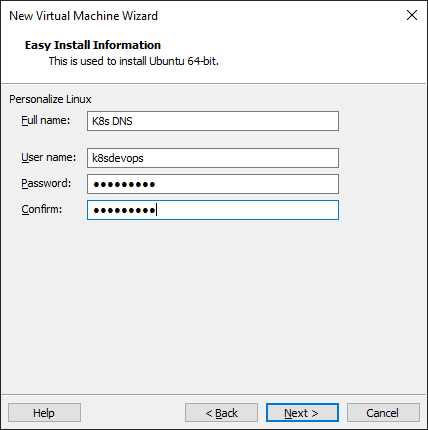 New Virtual Machine Wizard
Easy Install Information
This is used to install Ubuntu 64-bit.
Personalize Linux
Full name: K8s DNS
User name: k8sdevops
Password: ●●●●●●●●●
Confirm: ●●●●●●●●●
Help < Back Next > Cancel